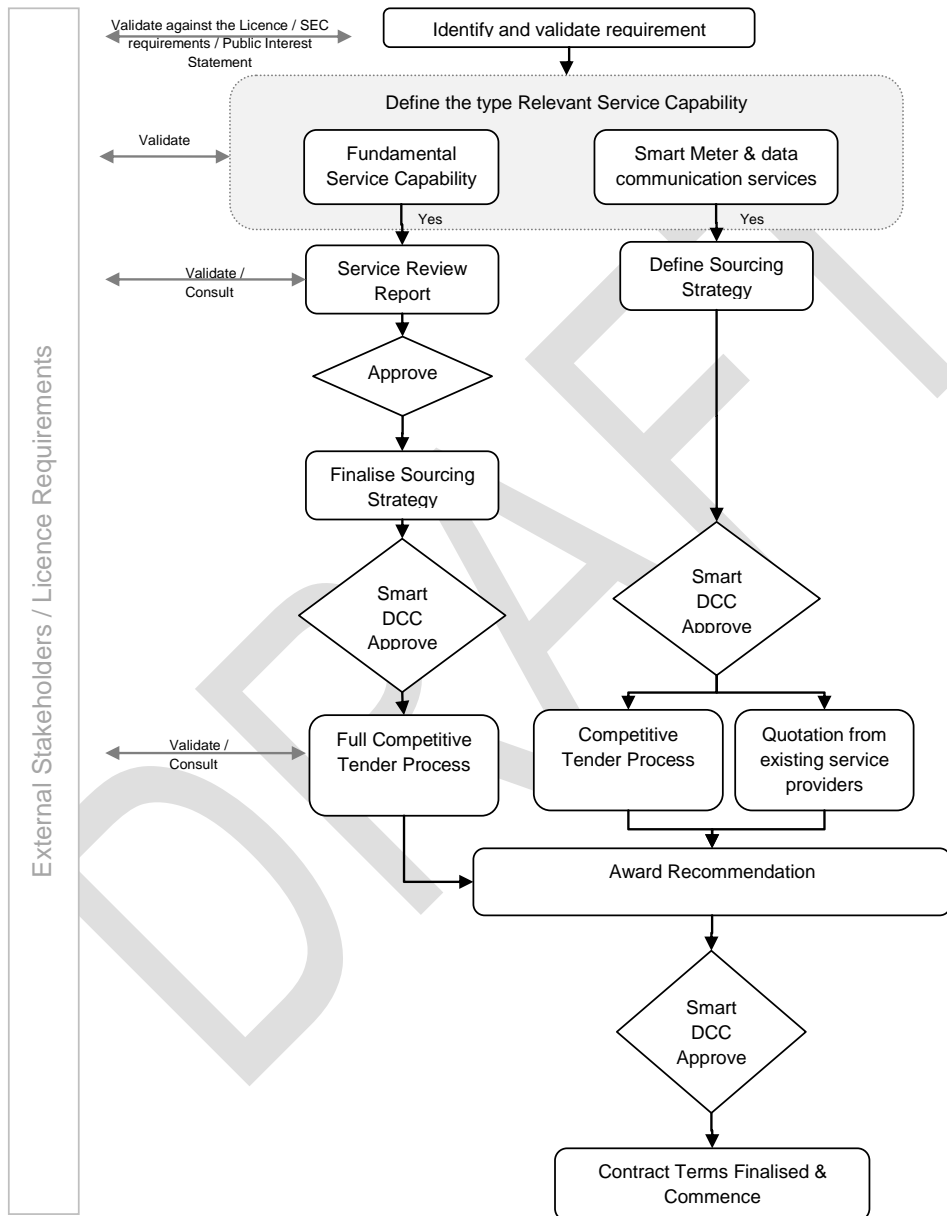 Validate against the Licence / SEC
requirements / Public Interest
Statement
Identify and validate requirement
Define the type Relevant Service Capability
Validate
Fundamental
Service Capability
Smart Meter & data
communication services
Yes
Yes
Validate /
Consult
Service Review
Report
Define Sourcing
Strategy
Approve
Finalise Sourcing
Strategy
Smart
DCC
Approve
Smart
DCC
Approve
Validate /
Consult
Full Competitive
Tender Process
Competitive
Tender Process
Quotation from
existing service
providers
Award Recommendation
Smart
DCC
Approve
Contract Terms Finalised &
Commence
External Stakeholders / Licence Requirements
DRAFT